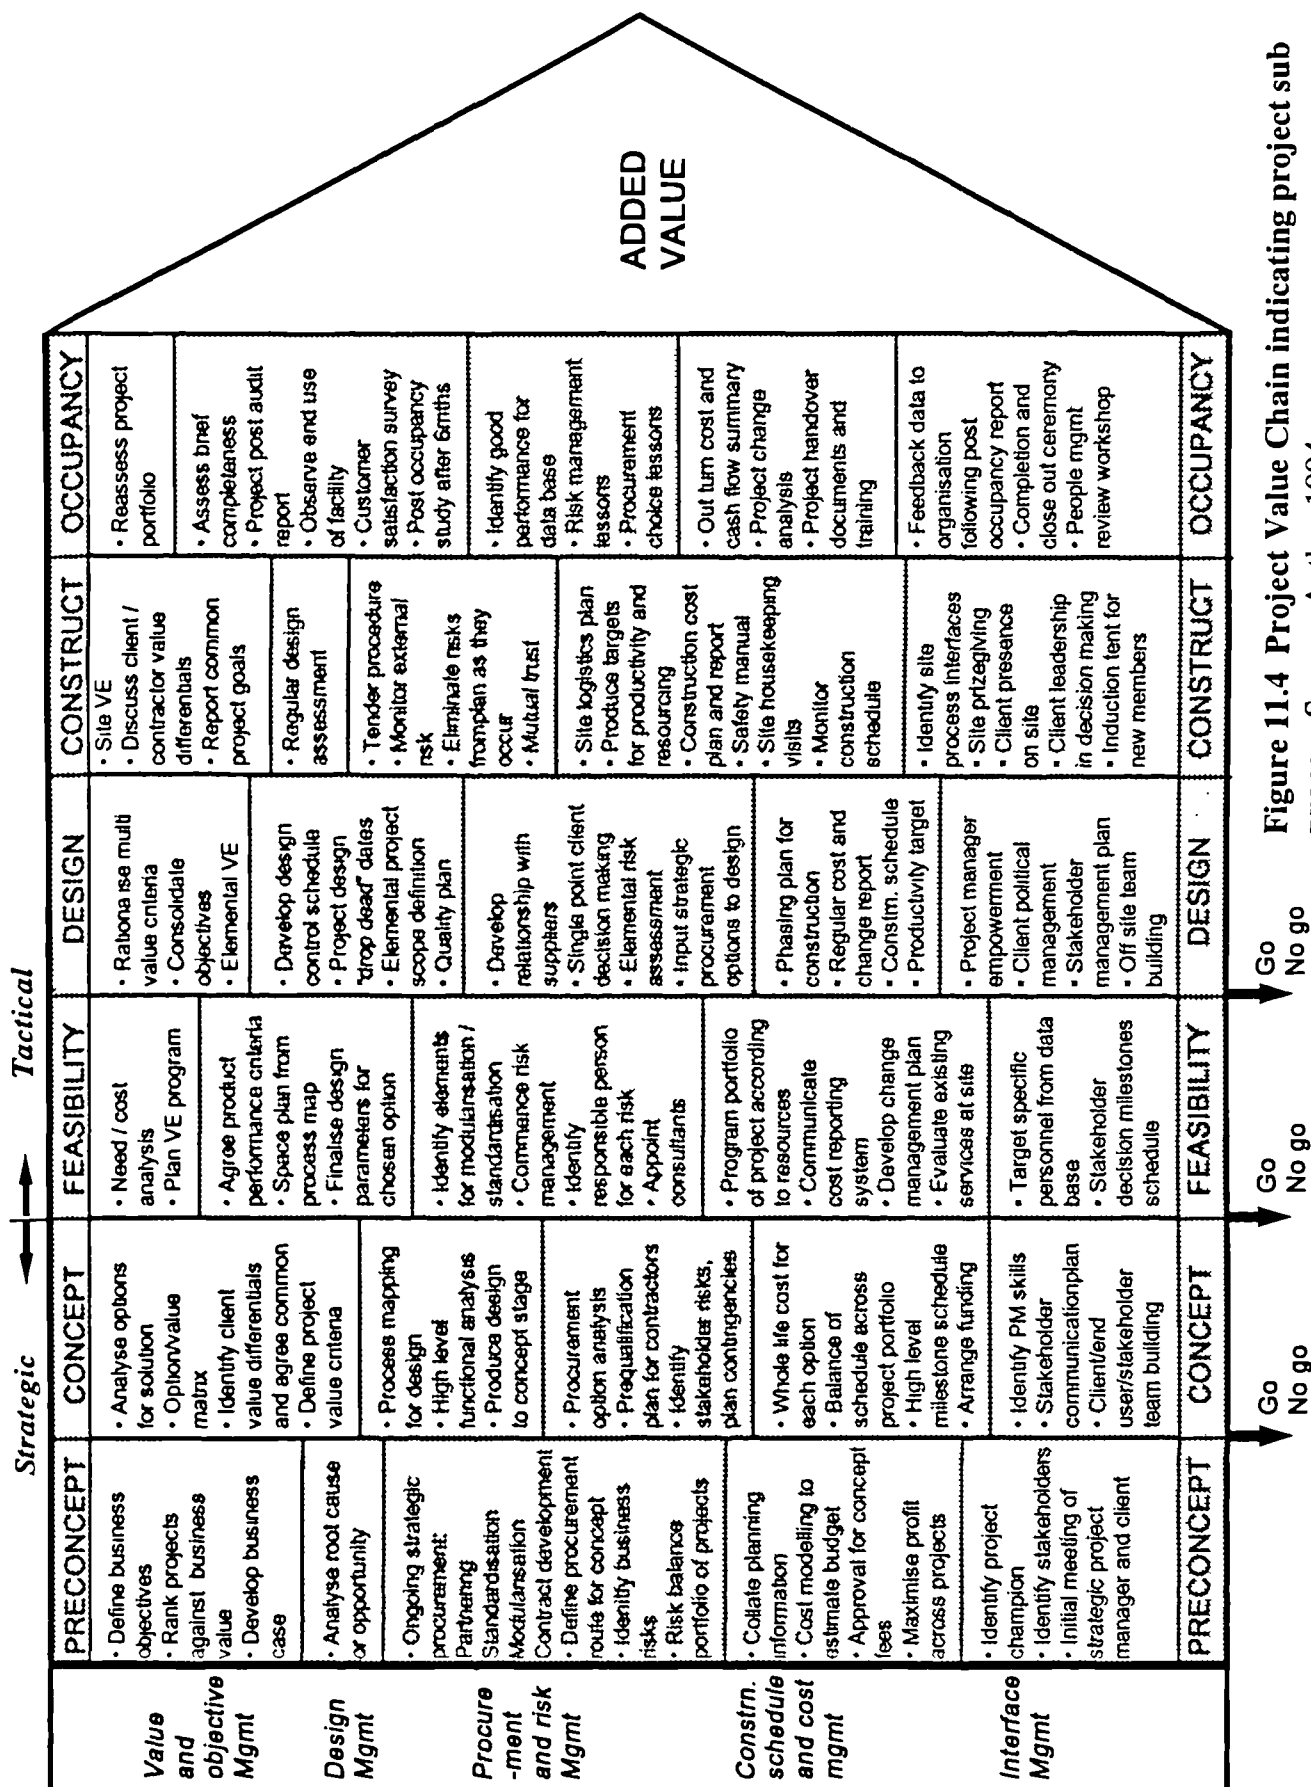 Strategic
Tactical
PRECONCEPT
CONCEPT
FEASIBILITY
DESIGN
CONSTRUCT
OCCUPANCY
Value
and
objective
Mgmt
• Define business
objectives
• Rank projects
against business
value
• Develop business
case
• Analyse options
for solution
• Option/value
matrix
• Identify client
value differentials
and agree common
• Define project
value criteria
• Need / cost
analysis
• Plan VE program
• Rationa ise multi
value criteria
• Consolidate
objectives
• Elemental VE
• Site VE
• Discuss client /
contractor value
differentials
• Report common
project goals
• Reassess project
portfolio
Design
Mgmt
• Analyse root cause
or opportunity
• Process mapping
for design
• High level
functional analysis
• Produce design
to concept stage
• Agree product
performance criteria
• Space plan from
process map
• Finalise design
parameters for
chosen option
• Develop design
control schedule
• Project design
"drop dead" dates
• Elemental project
scope definition
• Quality plan
• Regular design
assessment
• Assess brief
completeness
• Project post audit
report
• Observe end use
of facility
• Customer
satisfaction survey
• Post occupancy
study after 6mths
Procure
-ment
and risk
Mgmt
• Ongoing strategic
procurement:
Partnering
Standardisation
Modularisation
Contract development
• Define procurement
route for concept
• Identify business
risks
• Risk balance
portfolio of projects
• Procurement
option analysis
• Prequalification
plan for contractors
• Identify
stakeholder risks,
plan contingencies
• Identify elements
for modularisation /
standardisation
• Commence risk
management
• Identify
responsible person
for each risk
• Appoint
consultants
• Develop
relationship with
suppliers
• Single point client
decision making
• Elemental risk
assessment
• Input strategic
procurement
options to design
• Tender procedure
• Monitor external
risk
• Eliminate risks
fromplan as they
occur
• Mutual trust
• Identify good
performance for
data base
• Risk management
lessons
• Procurement
choice lessons
Constrn.
schedule
and cost
mgmt
• Collate planning
information
• Cost modelling to
estimate budget
• Approval for concept
fees
• Maximise profit
across projects
• Whole life cost for
each option
• Balance of
schedule across
project portfolio
• High level
milestone schedule
• Arrange funding
• Program portfolio
of project according
to resources
• Communicate
cost reporting
system
• Develop change
management plan
• Evaluate existing
services at site
• Phasing plan for
construction
• Regular cost and
change report
• Constrn. schedule
• Productivity target
• Site logistics plan
• Produce targets
for productivity and
resourcing
• Construction cost
plan and report
• Safety manual
• Site housekeeping
visits
• Monitor
construction
schedule
• Out turn cost and
cash flow summary
• Project change
analysis
• Project handover
documents and
training
Interface
Mgmt
• Identify project
champion
• Identify stakeholders
• Initial meeting of
strategic project
manager and client
• Identify PM skills
• Stakeholder
communicationplan
• Client/end
user/stakeholder
team building
• Target specific
personnel from data
base
• Stakeholder
decision milestones
schedule
• Project manager
empowerment
• Client political
management
• Stakeholder
management plan
• Off site team
building
• Identify site
process interfaces
• Site prizegiving
• Client presence
on site
• Client leadership
in decision making
• Induction tent for
new members
• Feedback data to
organisation
following post
occupancy report
• Completion and
close out ceremony
• People mgmt
review workshop
ADDED
VALUE
PRECONCEPT
CONCEPT
FEASIBILITY
DESIGN
CONSTRUCT
OCCUPANCY
Go
No go
Go
No go
Go
No go
Figure 11.4 Project Value Chain indicating project sub